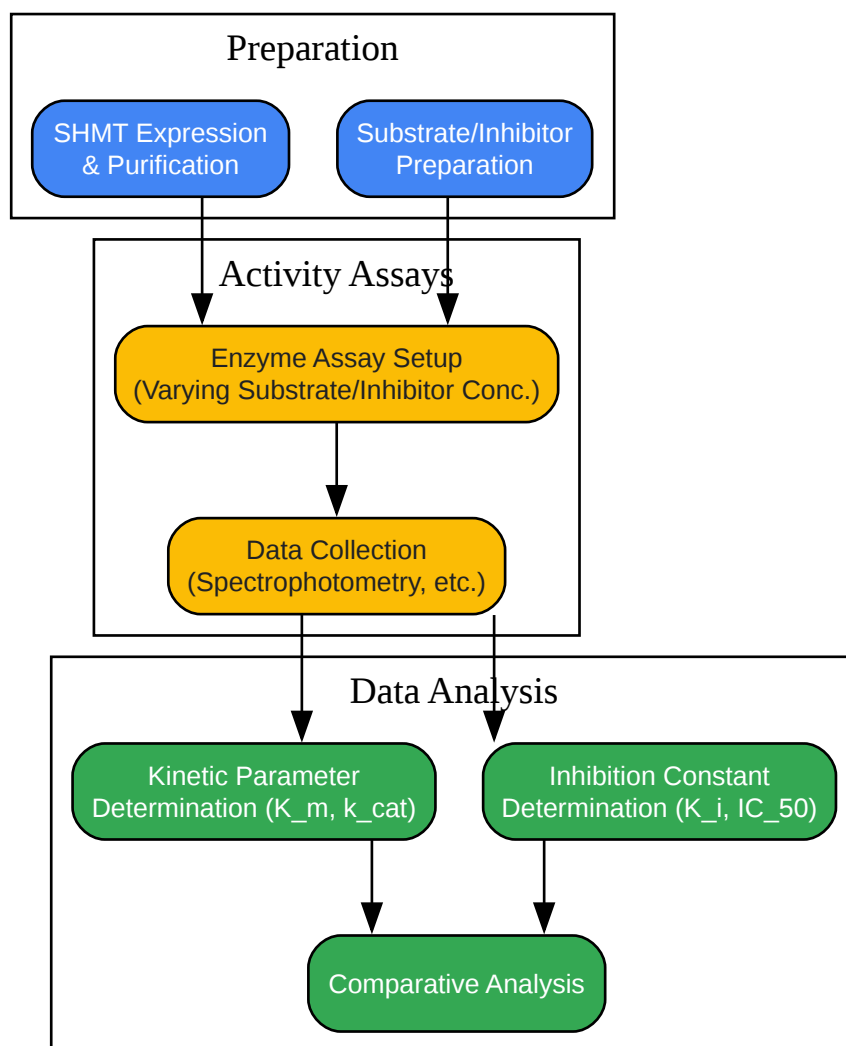 Preparation
SHMT Expression
& Purification
Substrate/Inhibitor
Preparation
Activity Assays
Enzyme Assay Setup
(Varying Substrate/Inhibitor Conc.)
Data Collection
(Spectrophotometry, etc.)
Data Analysis
Kinetic Parameter
Determination (K_m, k_cat)
Inhibition Constant
Determination (K_i, IC_50)
Comparative Analysis